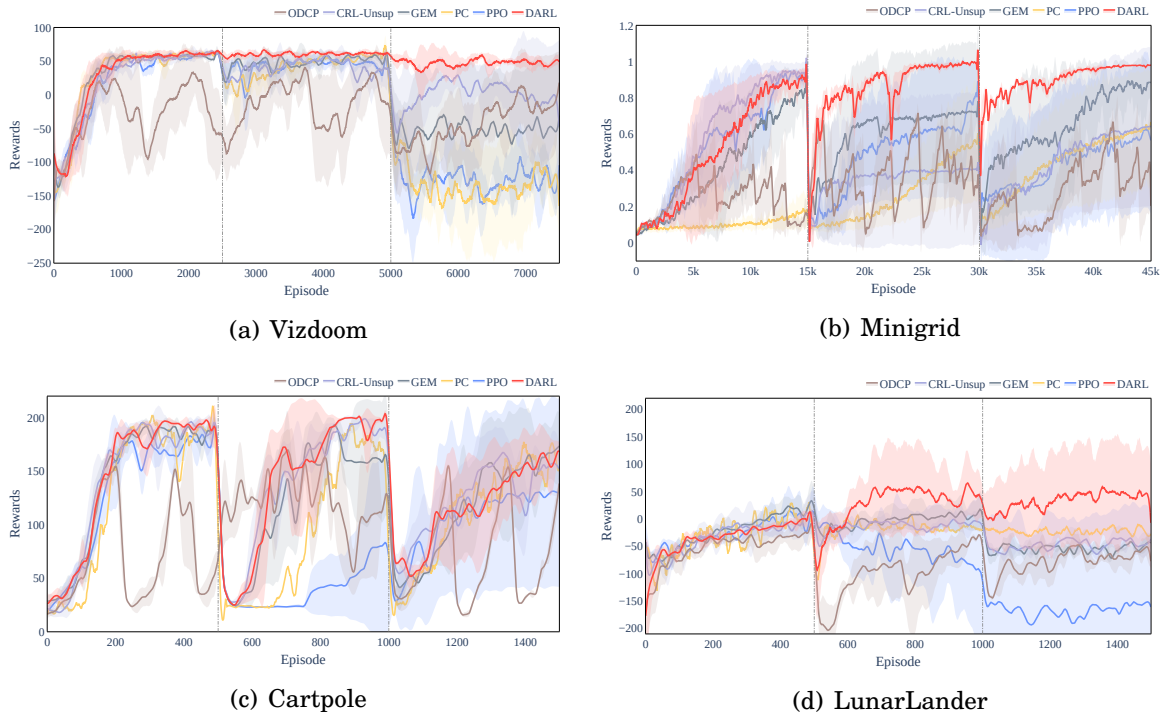 ODCP CRL-Unsup GEM PC PPO DARL
100
50
0
−50
−100
−150
−200
−250
Rewards
0 1000 2000 3000 4000 5000 6000 7000
Episode
(a) Vizdoom
ODCP CRL-Unsup GEM PC PPO DARL
1.2
1
0.8
0.6
0.4
0.2
0
Rewards
0 5k 10k 15k 20k 25k 30k 35k 40k 45k
Episode
(b) Minigrid
ODCP CRL-Unsup GEM PC PPO DARL
200
150
100
50
0
Rewards
0 200 400 600 800 1000 1200 1400
Episode
(c) Cartpole
ODCP CRL-Unsup GEM PC PPO DARL
200
150
100
50
0
−50
−100
−150
−200
Rewards
0 200 400 600 800 1000 1200 1400
Episode
(d) LunarLander